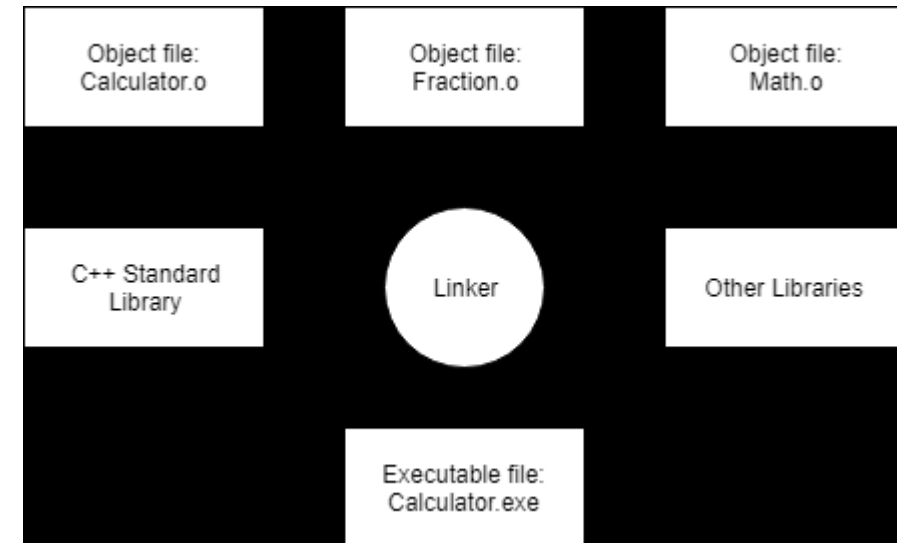 Object file:
Calculator.o
Object file:
Fraction.o
Object file:
Math.o
C++ Standard
Library
Linker
Other Libraries
Executable file:
Calculator.exe